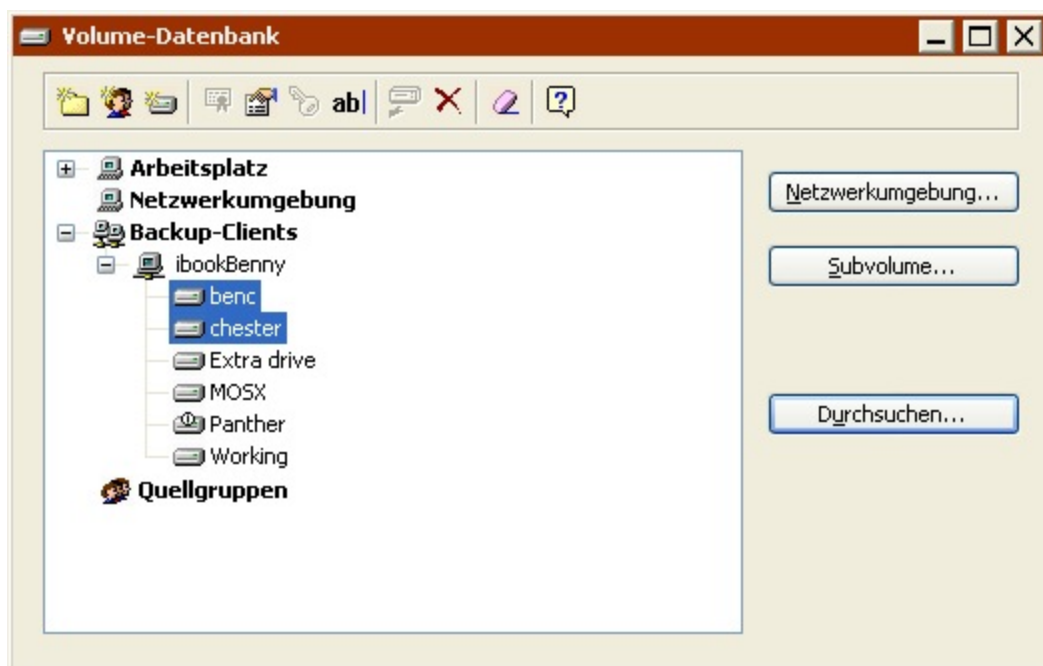 Volume-Datenbank
ab
Arbeitsplatz
Netzwerkumgebung
Backup-Clients
ibookBenny
benc
chester
Extra drive
MOSX
Panther
Working
Quellgruppen
Netzwerkumgebung...
Subvolume...
Durchsuchen...